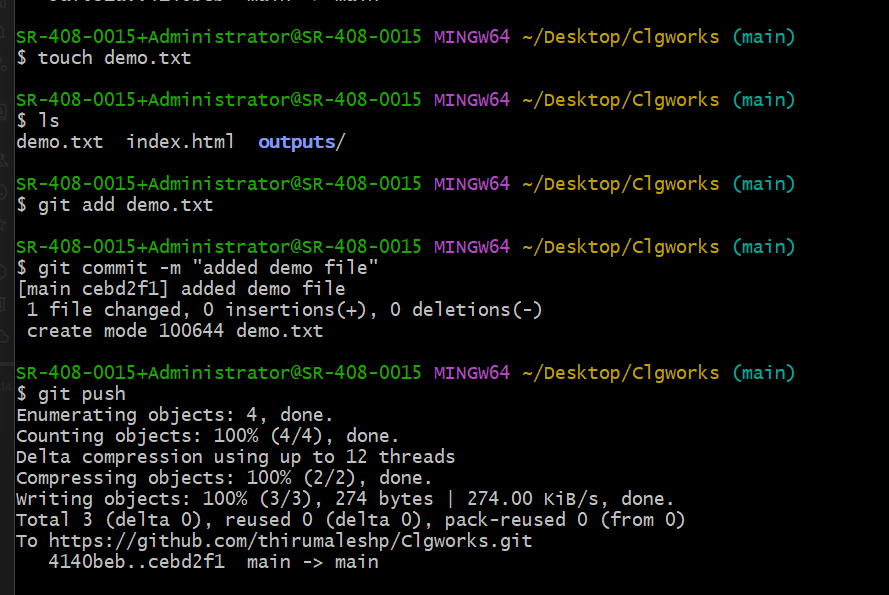 SR-408-0015+Administrator@SR-408-0015 MINGW64 ~/Desktop/Clgworks (main)
$ touch demo.txt
SR-408-0015+Administrator@SR-408-0015 MINGW64 ~/Desktop/Clgworks (main)
$ ls
demo.txt  index.html  outputs/
SR-408-0015+Administrator@SR-408-0015 MINGW64 ~/Desktop/Clgworks (main)
$ git add demo.txt
SR-408-0015+Administrator@SR-408-0015 MINGW64 ~/Desktop/Clgworks (main)
$ git commit -m "added demo file"
[main cebd2f1] added demo file
 1 file changed, 0 insertions(+), 0 deletions(-)
 create mode 100644 demo.txt
SR-408-0015+Administrator@SR-408-0015 MINGW64 ~/Desktop/Clgworks (main)
$ git push
Enumerating objects: 4, done.
Counting objects: 100% (4/4), done.
Delta compression using up to 12 threads
Compressing objects: 100% (2/2), done.
Writing objects: 100% (3/3), 274 bytes | 274.00 KiB/s, done.
Total 3 (delta 0), reused 0 (delta 0), pack-reused 0 (from 0)
To https://github.com/thirumaleshp/Clgworks.git
   4140beb..cebd2f1  main -> main